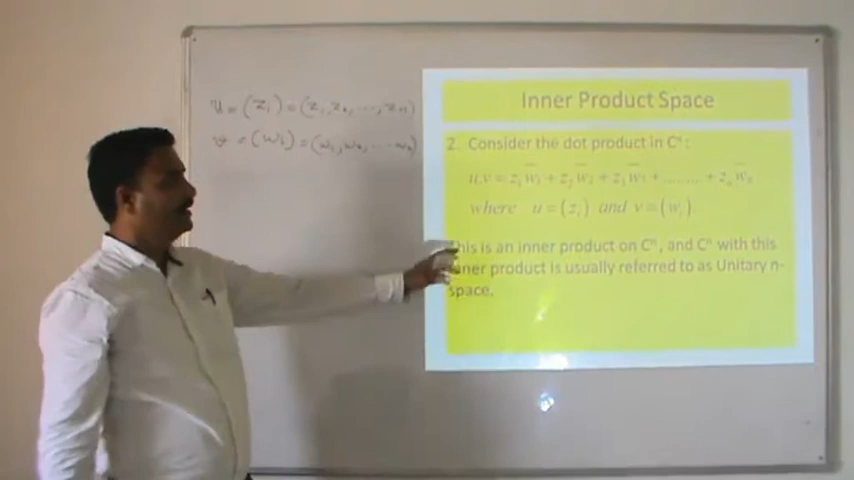 u = (zᵢ) = (z₁, z₂, ..., zₙ)
v = (wᵢ) = (w₁, w₂, ... wₙ)
Inner Product Space
2. Consider the dot product in Cⁿ:
u.v = z₁w̅₁ + z₂w̅₂ + z₃w̅₃ + ........ + zₙw̅ₙ
where u = (zᵢ) and v = (wᵢ).
This is an inner product on Cⁿ, and Cⁿ with this
inner product is usually referred to as Unitary n-
space.